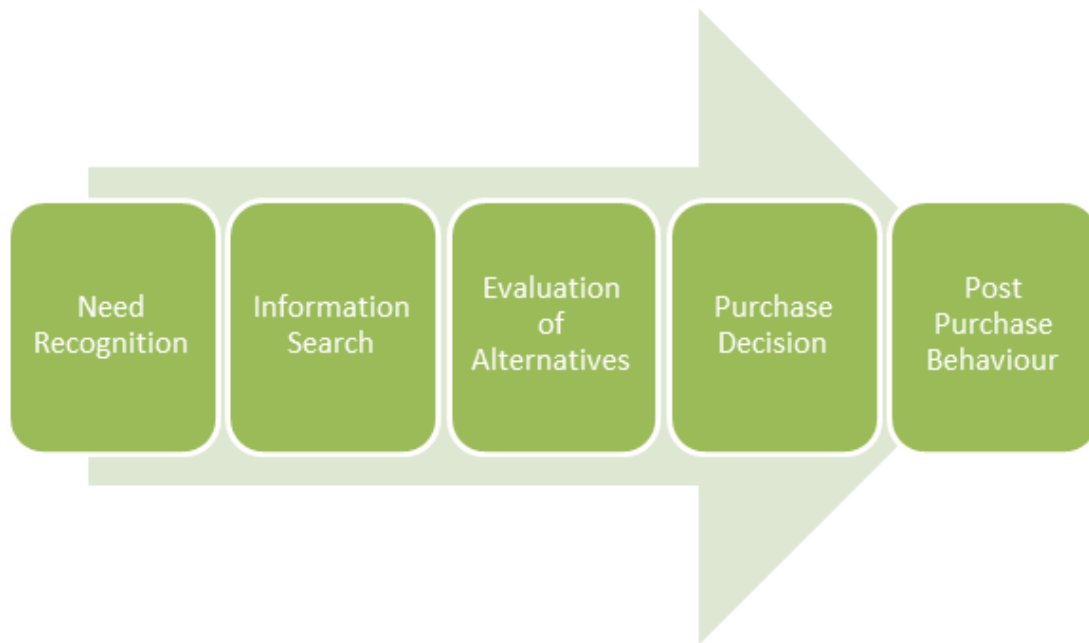 Need
Recognition
Information
Search
Evaluation
of
Alternatives
Purchase
Decision
Post
Purchase
Behaviour